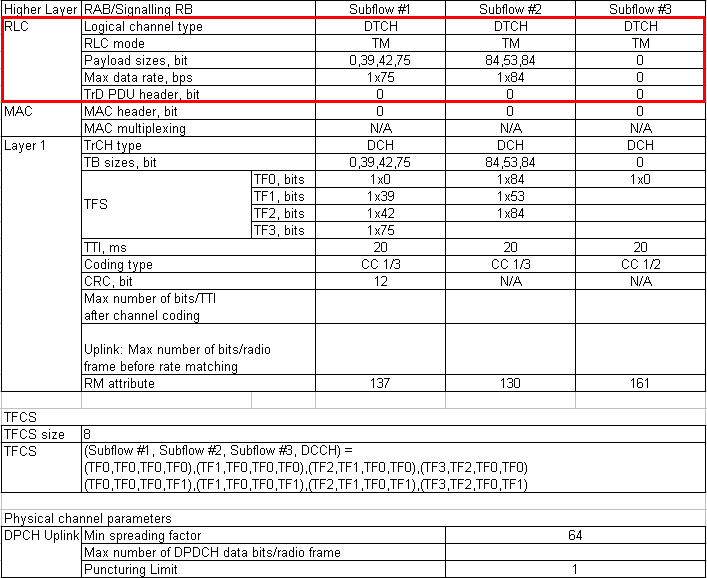 Higher Layer RAB/Signalling RB Subflow #1 Subflow #2 Subflow #3
RLC Logical channel type DTCH DTCH DTCH
RLC mode TM TM TM
Payload sizes, bit 0,39,42,75 84,53,84 0
Max data rate, bps 1x75 1x84 0
TrD PDU header, bit 0 0 0
MAC MAC header, bit 0 0 0
MAC multiplexing N/A N/A N/A
Layer 1 TrCH type DCH DCH DCH
TB sizes, bit 0,39,42,75 84,53,84 0
TFS TF0, bits 1x0 1x84 1x0
TF1, bits 1x39 1x53
TF2, bits 1x42 1x84
TF3, bits 1x75
TTI, ms 20 20 20
Coding type CC 1/3 CC 1/3 CC 1/2
CRC, bit 12 N/A N/A
Max number of bits/TTI
after channel coding
Uplink: Max number of bits/radio
frame before rate matching
RM attribute 137 130 161
TFCS
TFCS size 8
TFCS (Subflow #1, Subflow #2, Subflow #3, DCCH) =
(TF0,TF0,TF0,TF0),(TF1,TF0,TF0,TF0),(TF2,TF1,TF0,TF0),(TF3,TF2,TF0,TF0)
(TF0,TF0,TF0,TF1),(TF1,TF0,TF0,TF1),(TF2,TF1,TF0,TF1),(TF3,TF2,TF0,TF1)
Physical channel parameters
DPCH Uplink Min spreading factor 64
Max number of DPDCH data bits/radio frame
Puncturing Limit 1